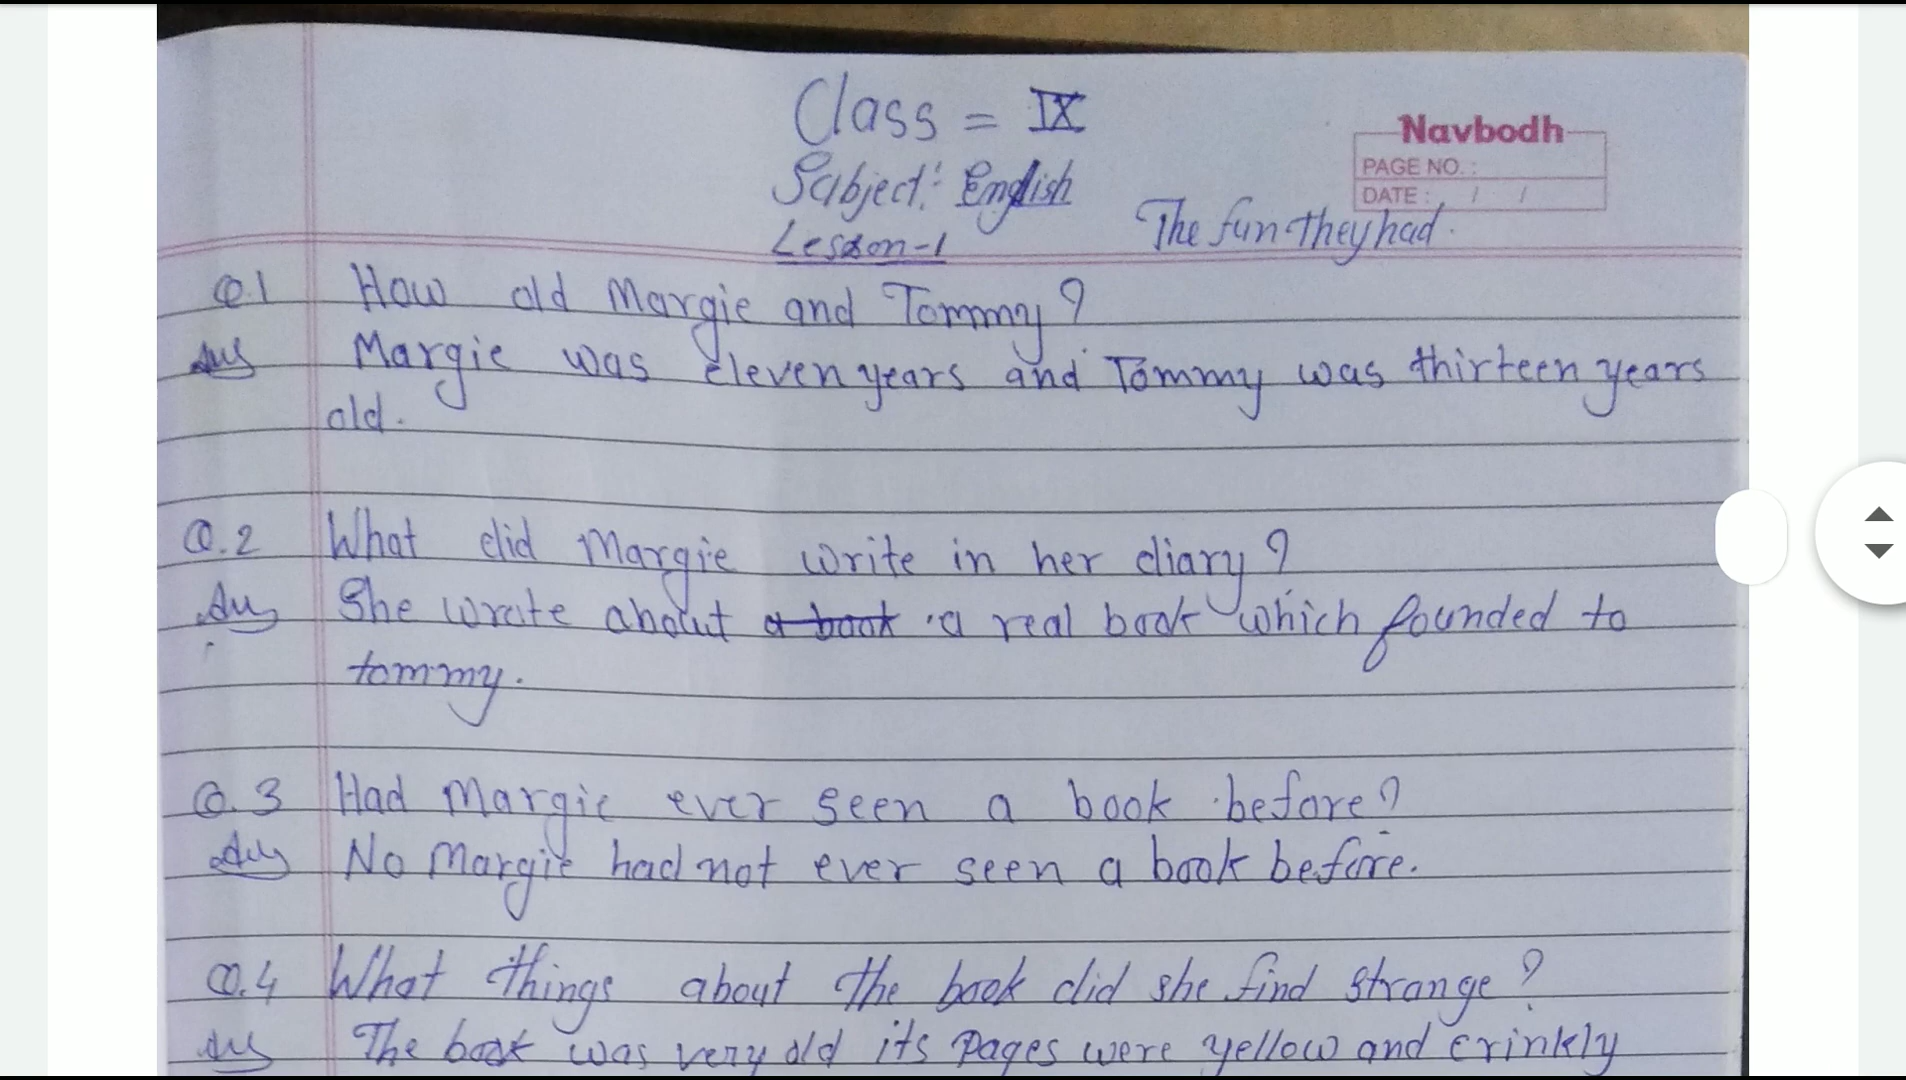 Class = IX
Navbodh
PAGE NO. :
Subject: English
DATE : / /
Lesson-1 The fun they had.
Q.1 How old Margie and Tommy?
Ans Margie was eleven years and Tommy was thirteen years
old.
Q.2 What did Margie write in her diary?
Ans She wrote about a book a real book which founded to
tommy.
Q.3 Had Margie ever seen a book before?
Ans No Margie had not ever seen a book before.
Q.4 What things about the book did she find strange?
Ans The book was very old its pages were yellow and crinkly